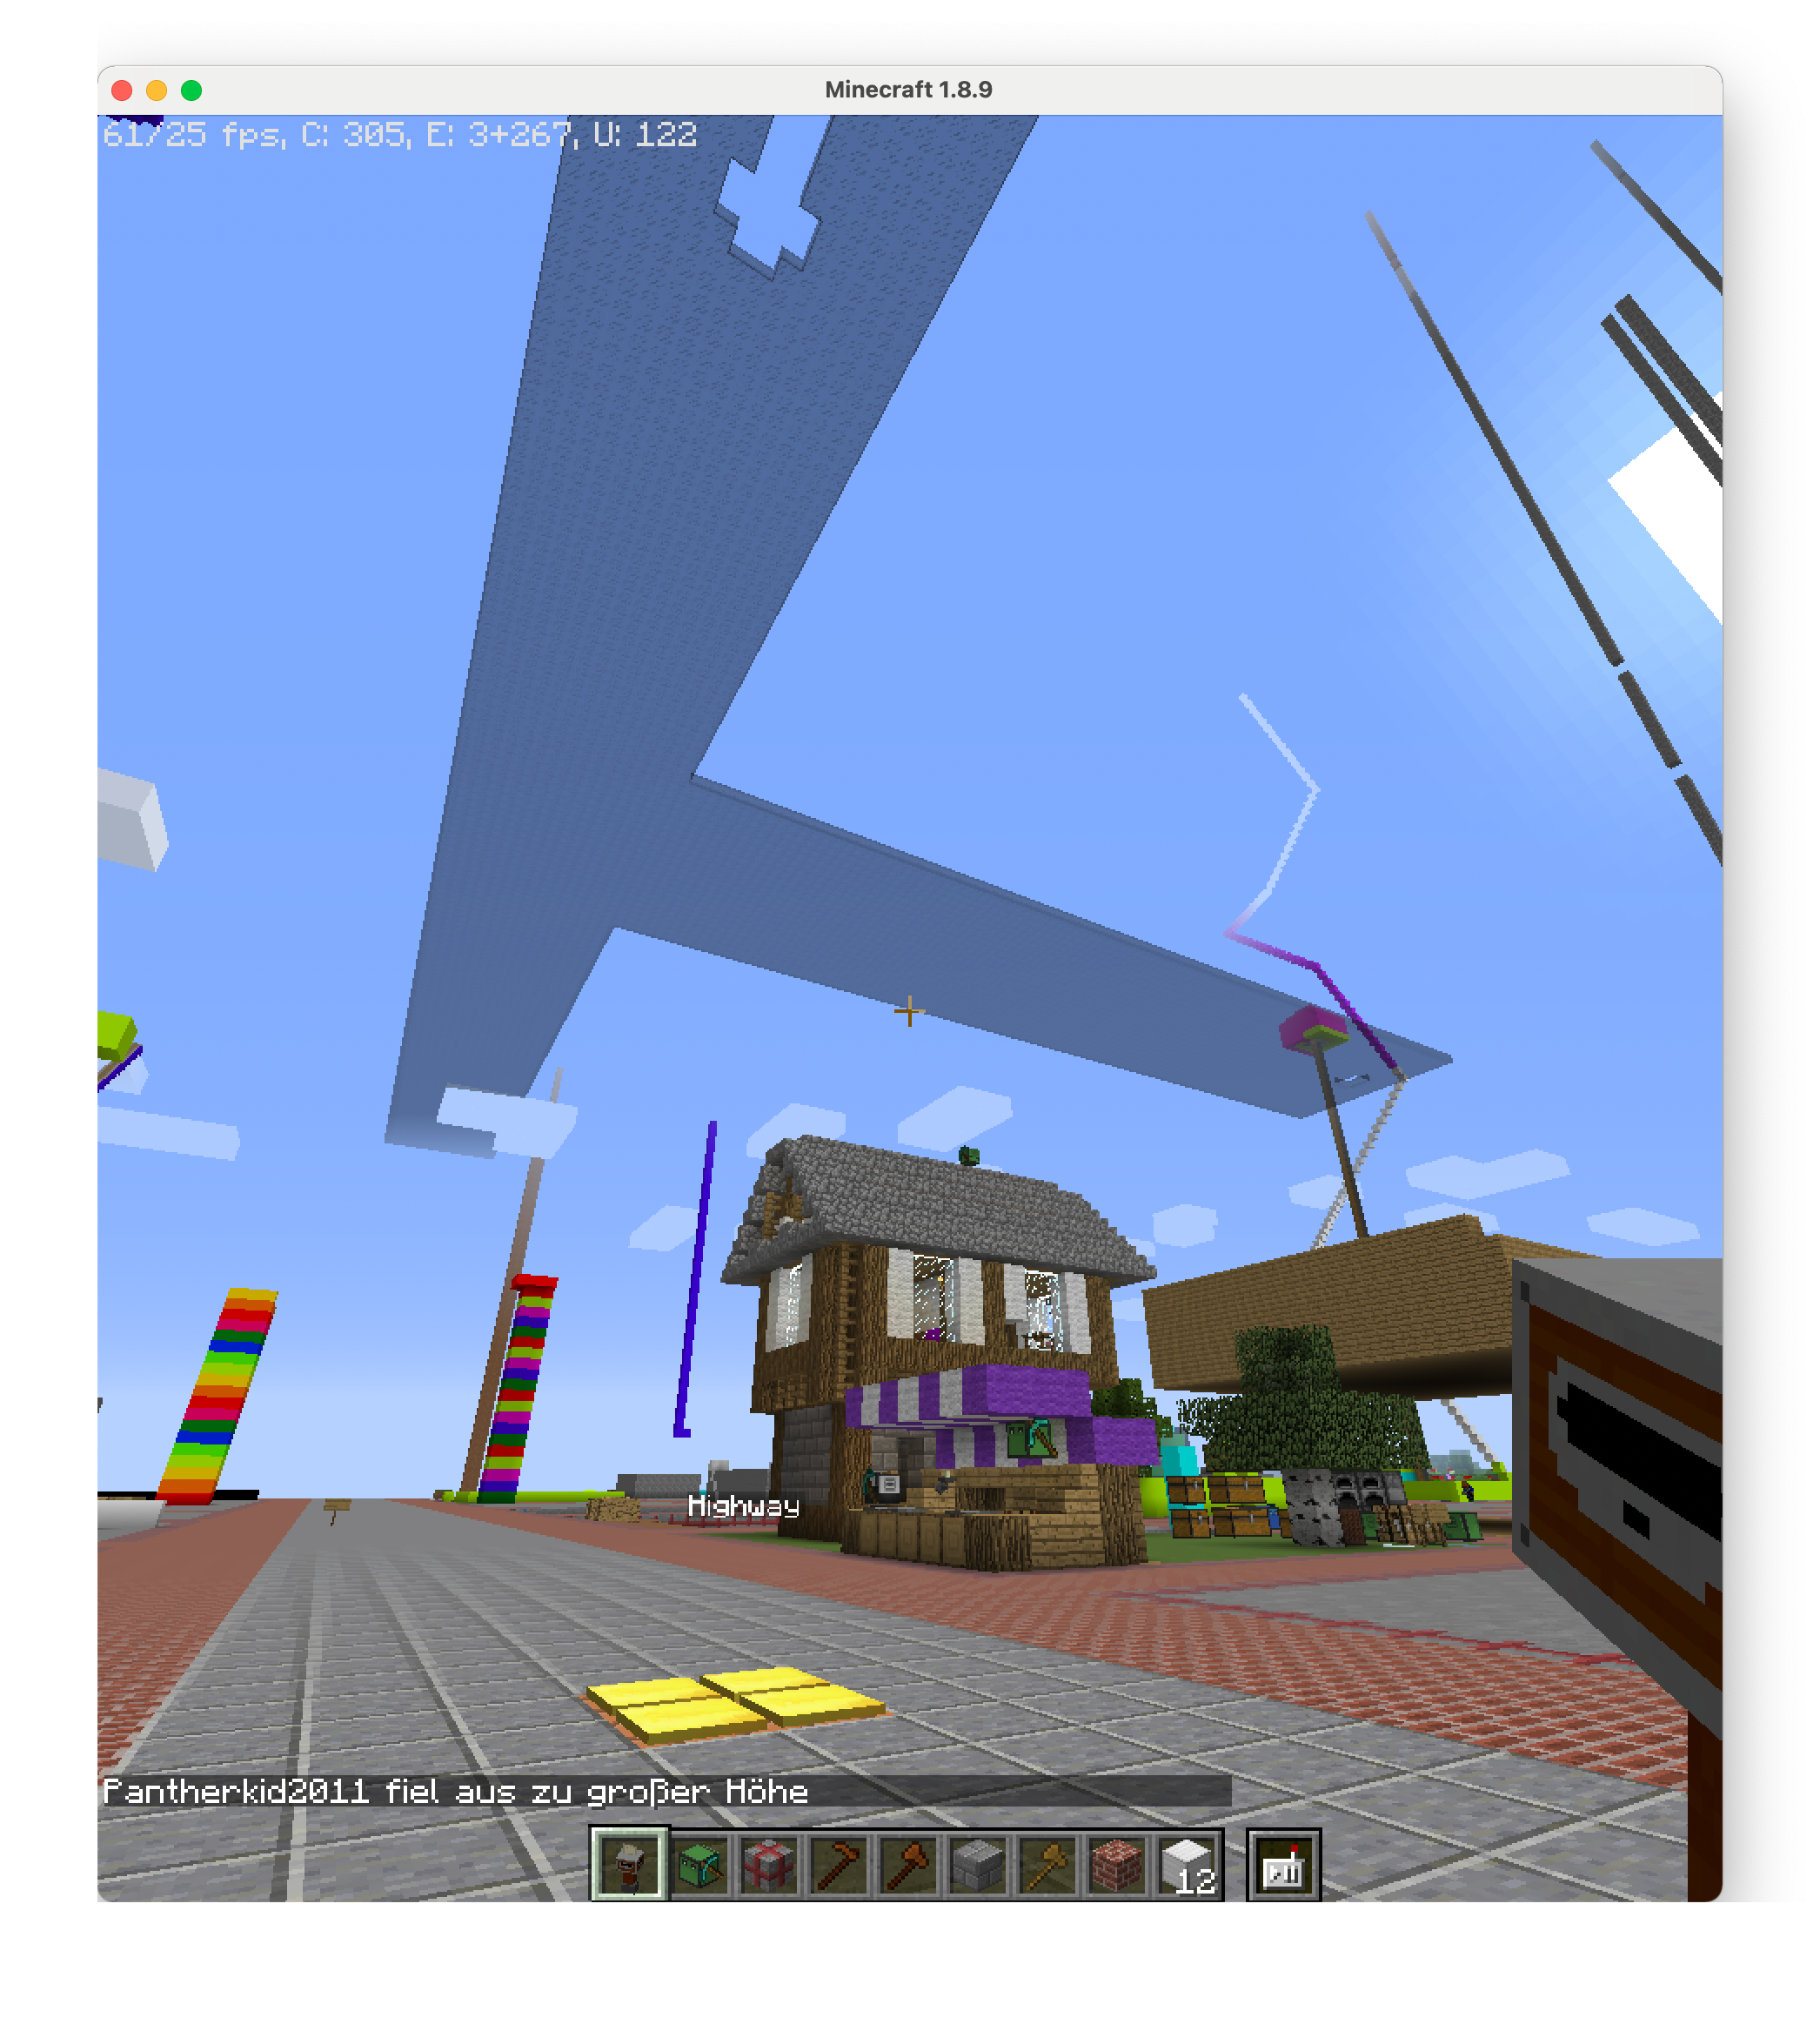 Minecraft 1.8.9
61/25 fps, C: 305, E: 3+267, U: 122
Highway
Pantherkid2011 fiel aus zu großer Höhe
12